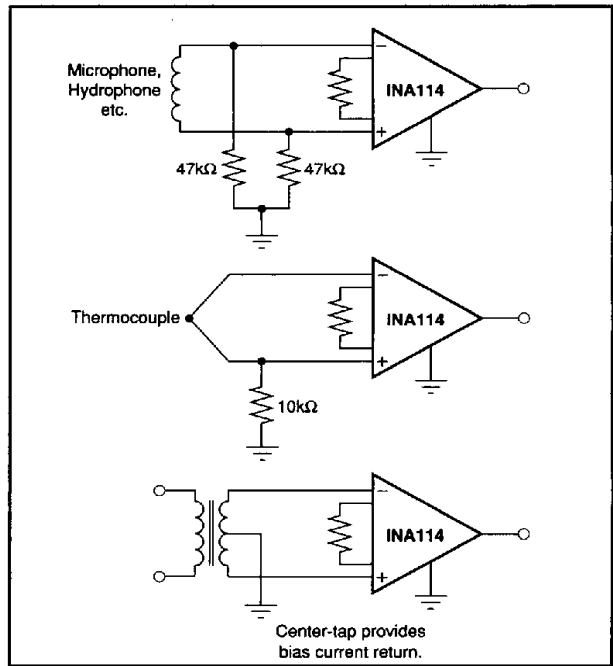 Microphone,
Hydrophone
etc.
−
INA114
+
47kΩ
47kΩ
−
Thermocouple
INA114
+
10kΩ
−
INA114
+
Center-tap provides
bias current return.